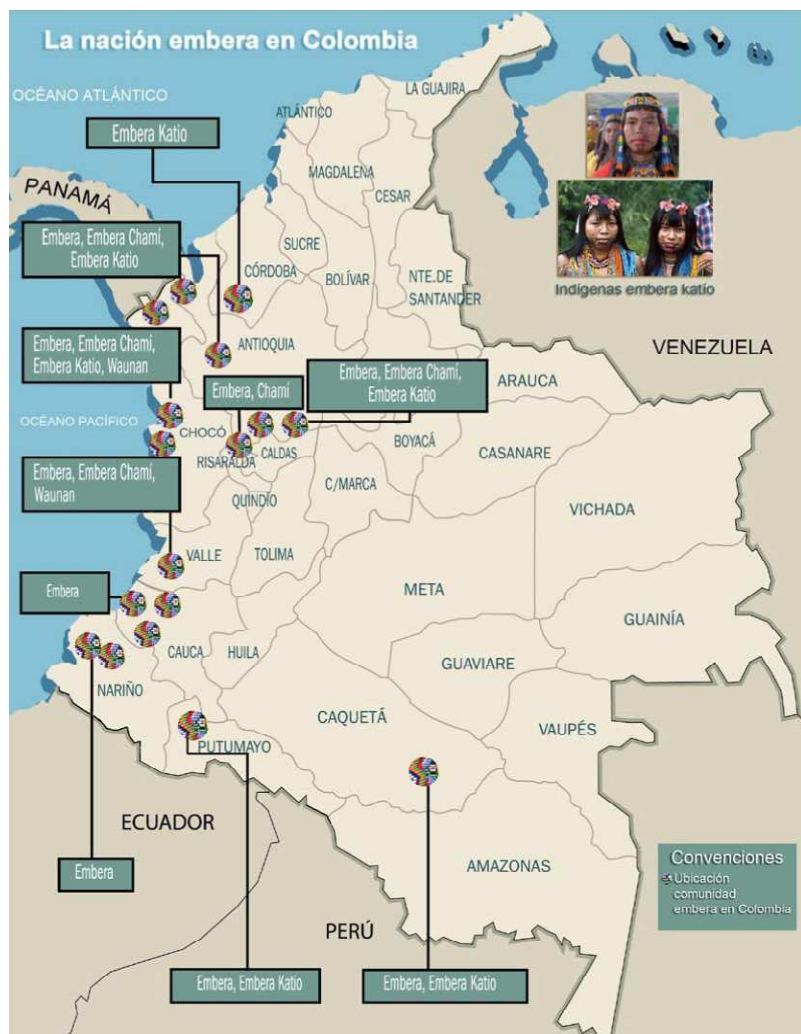 La nación embera en Colombia
OCÉANO ATLÁNTICO
LA GUAJIRA
ATLÁNTICO
Embera Katio
MAGDALENA
CESAR
PANAMÁ
Embera, Embera Chamí,
Embera Katio
SUCRE
CÓRDOBA
BOLÍVAR
NTE.DE
SANTANDER
Indígenas embera katío
VENEZUELA
Embera, Embera Chamí,
Embera Katio, Waunan
ANTIOQUIA
Embera, Chamí
Embera, Embera Chamí,
Embera Katio
ARAUCA
OCÉANO PACÍFICO
CHOCÓ
RISARALDA
CALDAS
BOYACÁ
CASANARE
Embera, Embera Chamí,
Waunan
QUINDÍO
C/MARCA
VICHADA
VALLE
TOLIMA
META
Embera
GUAINÍA
CAUCA
HUILA
GUAVIARE
NARIÑO
CAQUETÁ
VAUPÉS
PUTUMAYO
ECUADOR
Embera
AMAZONAS
Convenciones
Ubicación
comunidad
embera en Colombia
PERÚ
Embera, Embera Katio
Embera, Embera Katio